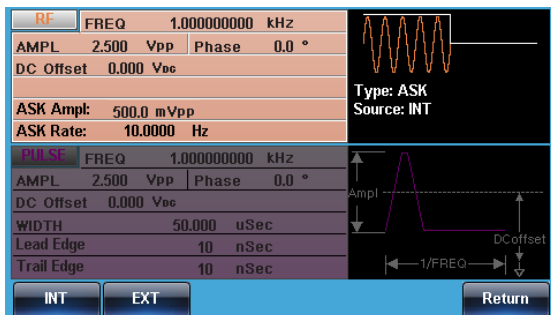 RF FREQ 1.000000000 kHz
AMPL 2.500 Vpp Phase 0.0 °
DC Offset 0.000 VDC
ASK Ampl: 500.0 mVpp
ASK Rate: 10.0000 Hz
Type: ASK
Source: INT
PULSE FREQ 1.000000000 kHz
AMPL 2.500 Vpp Phase 0.0 °
DC Offset 0.000 VDC
WIDTH 50.000 uSec
Lead Edge 10 nSec
Trail Edge 10 nSec
Ampl
DCoffset
1/FREQ
INT EXT Return